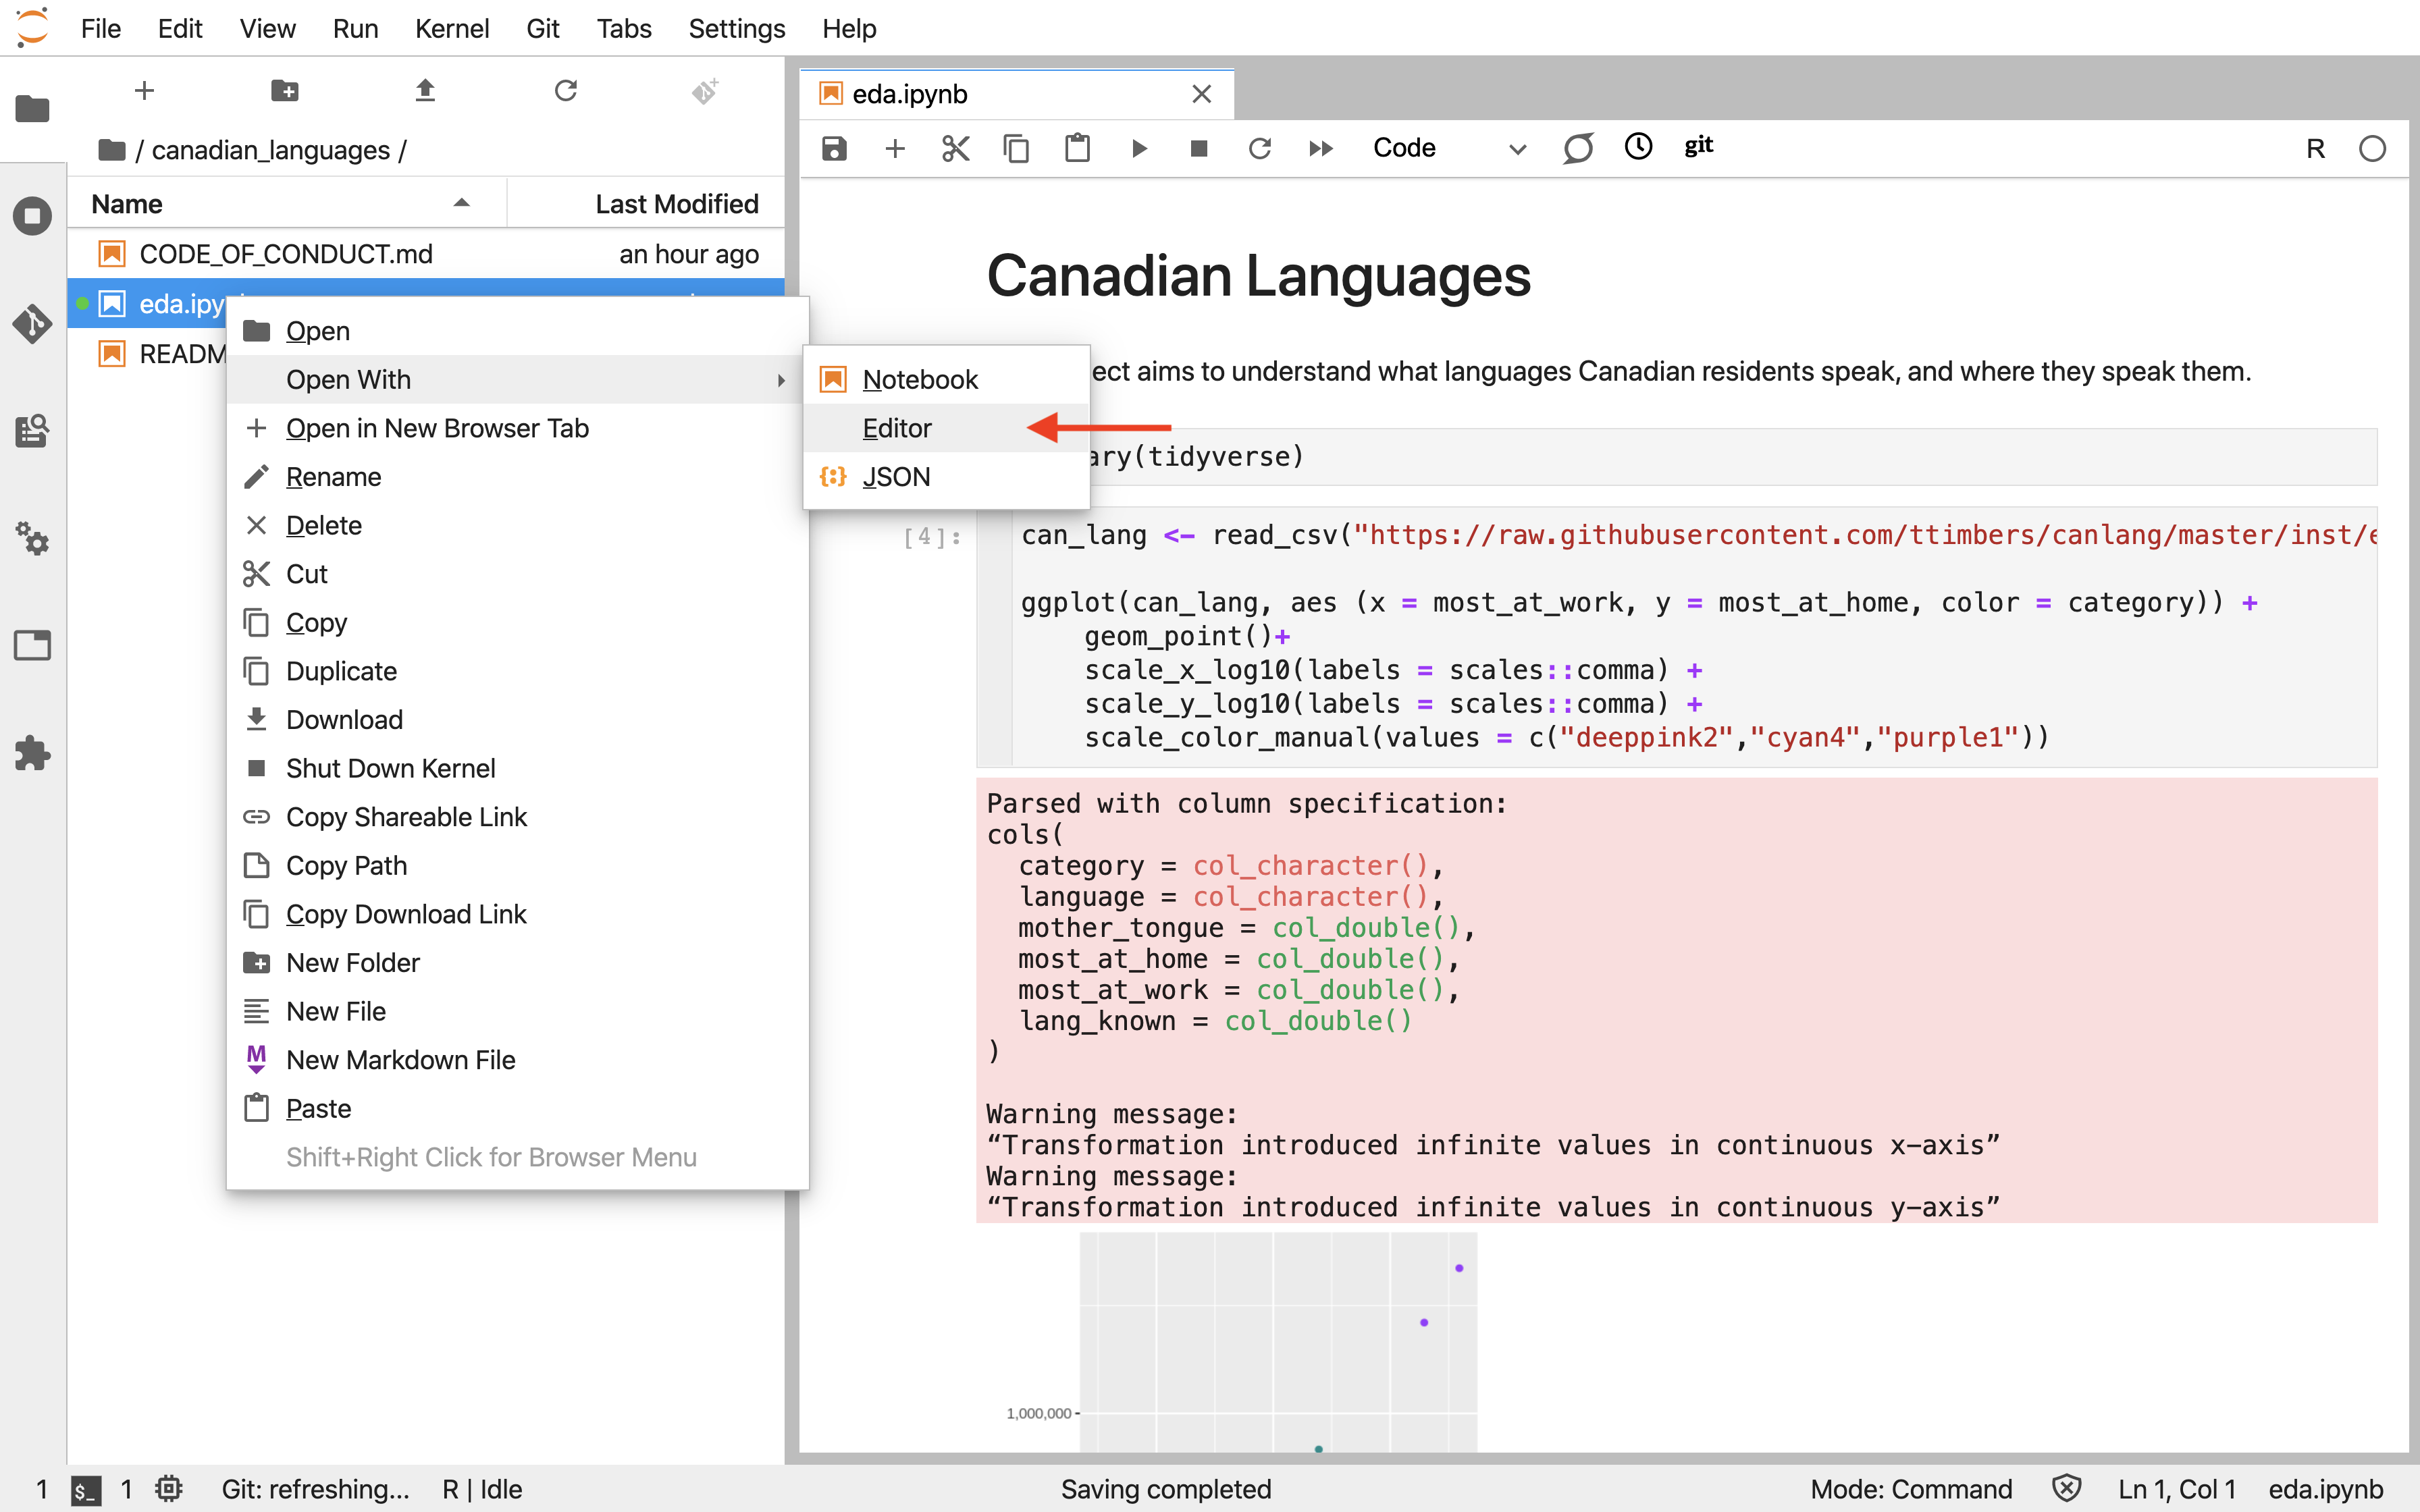 File Edit View Run Kernel Git Tabs Settings Help
/ canadian_languages /
Name Last Modified
CODE_OF_CONDUCT.md an hour ago
eda.ipy
READM
Open
Open With
Open in New Browser Tab
Rename
Delete
Cut
Copy
Duplicate
Download
Shut Down Kernel
Copy Shareable Link
Copy Path
Copy Download Link
New Folder
New File
New Markdown File
Paste
Shift+Right Click for Browser Menu
Notebook
Editor
JSON
eda.ipynb
Code git R
Canadian Languages
ect aims to understand what languages Canadian residents speak, and where they speak them.
ary(tidyverse)
[4]: can_lang <- read_csv("https://raw.githubusercontent.com/ttimbers/canlang/master/inst/e
ggplot(can_lang, aes (x = most_at_work, y = most_at_home, color = category)) +
geom_point()+
scale_x_log10(labels = scales::comma) +
scale_y_log10(labels = scales::comma) +
scale_color_manual(values = c("deeppink2","cyan4","purple1"))
Parsed with column specification:
cols(
category = col_character(),
language = col_character(),
mother_tongue = col_double(),
most_at_home = col_double(),
most_at_work = col_double(),
lang_known = col_double()
)
Warning message:
“Transformation introduced infinite values in continuous x-axis”
Warning message:
“Transformation introduced infinite values in continuous y-axis”
1,000,000
1 $_ 1 Git: refreshing... R | Idle Saving completed Mode: Command Ln 1, Col 1 eda.ipynb